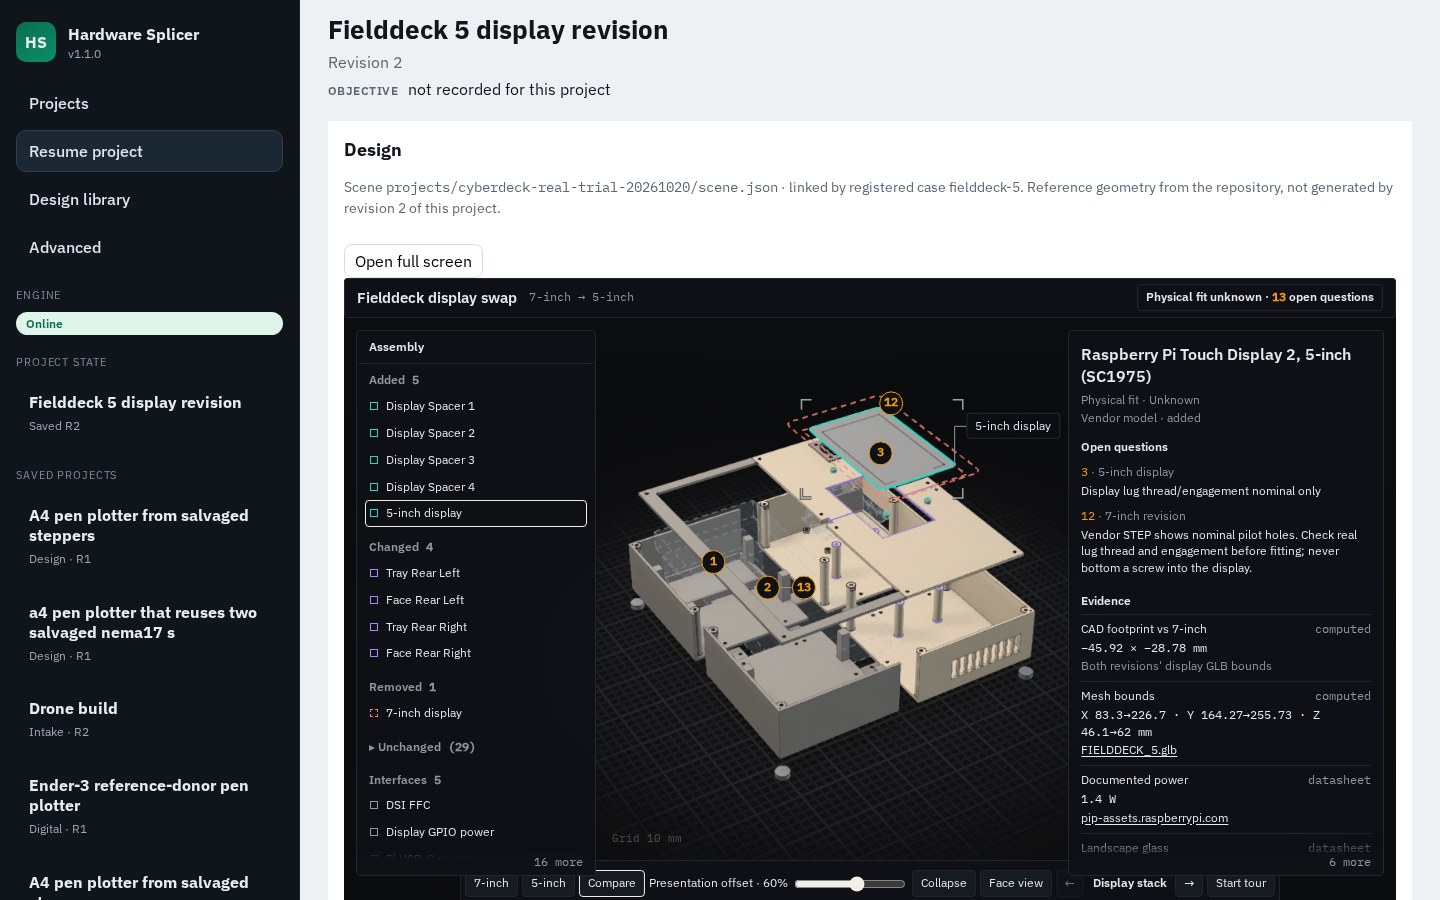 HS
Hardware Splicer
v1.1.0
Projects
Resume project
Design library
Advanced
ENGINE
Online
PROJECT STATE
Fielddeck 5 display revision
Saved R2
SAVED PROJECTS
A4 pen plotter from salvaged
steppers
Design · R1
a4 pen plotter that reuses two
salvaged nema17 s
Design · R1
Drone build
Intake · R2
Ender-3 reference-donor pen
plotter
Digital · R1
A4 pen plotter from salvaged
Fielddeck 5 display revision
Revision 2
OBJECTIVE not recorded for this project
Design
Scene projects/cyberdeck-real-trial-20261020/scene.json · linked by registered case fielddeck-5. Reference geometry from the repository, not generated by
revision 2 of this project.
Open full screen
Fielddeck display swap 7-inch → 5-inch
Physical fit unknown · 13 open questions
Assembly
Added 5
Display Spacer 1
Display Spacer 2
Display Spacer 3
Display Spacer 4
5-inch display
Changed 4
Tray Rear Left
Face Rear Left
Tray Rear Right
Face Rear Right
Removed 1
7-inch display
▸ Unchanged (29)
Interfaces 5
DSI FFC
Display GPIO power
16 more
12
3
5-inch display
1
2
13
Grid 10 mm
Raspberry Pi Touch Display 2, 5-inch
(SC1975)
Physical fit · Unknown
Vendor model · added
Open questions
3 · 5-inch display
Display lug thread/engagement nominal only
12 · 7-inch revision
Vendor STEP shows nominal pilot holes. Check real
lug thread and engagement before fitting; never
bottom a screw into the display.
Evidence
CAD footprint vs 7-inch computed
−45.92 × −28.78 mm
Both revisions' display GLB bounds
Mesh bounds computed
X 83.3→226.7 · Y 164.27→255.73 · Z
46.1→62 mm
FIELDDECK_5.glb
Documented power datasheet
1.4 W
pip-assets.raspberrypi.com
Landscape glass datasheet
6 more
7-inch 5-inch Compare Presentation offset · 60% Collapse Face view ← Display stack → Start tour